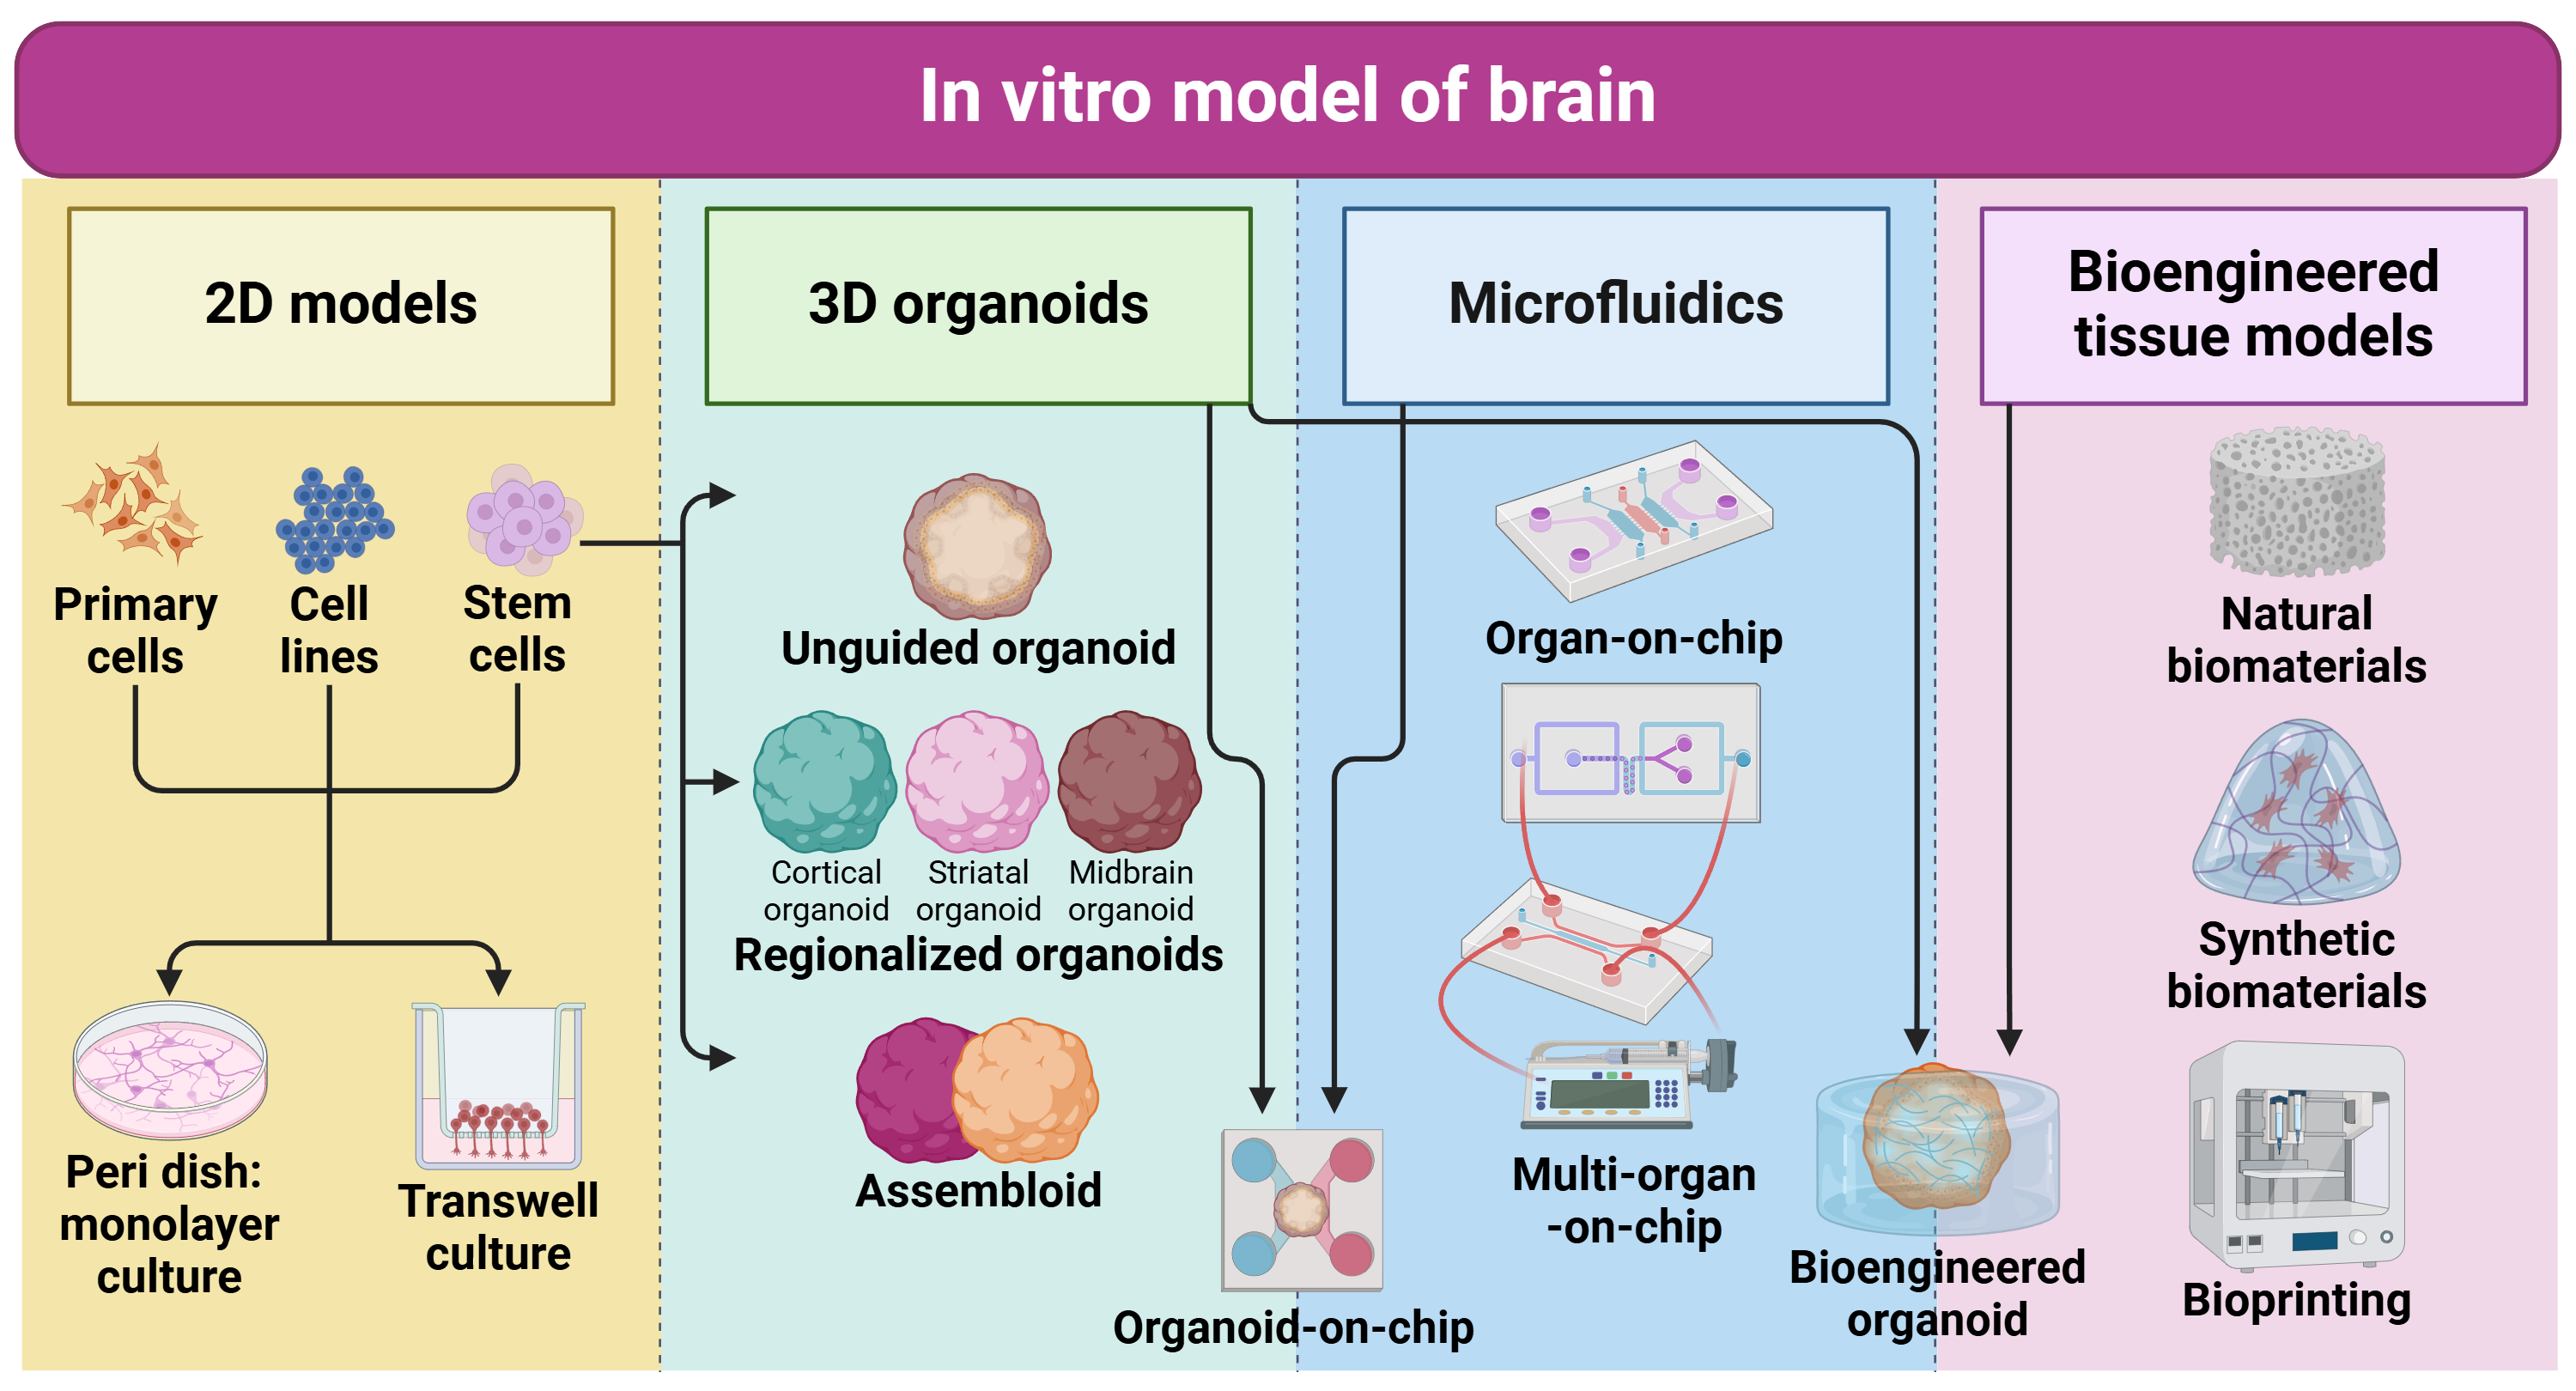 In vitro model of brain
2D models
3D organoids
Microfluidics
Bioengineered
tissue models
Primary
cells
Cell
lines
Stem
cells
Peri dish:
monolayer
culture
Transwell
culture
Unguided organoid
Cortical
organoid
Striatal
organoid
Midbrain
organoid
Regionalized organoids
Assembloid
Organoid-on-chip
Organ-on-chip
Multi-organ
-on-chip
Bioengineered
organoid
Natural
biomaterials
Synthetic
biomaterials
Bioprinting